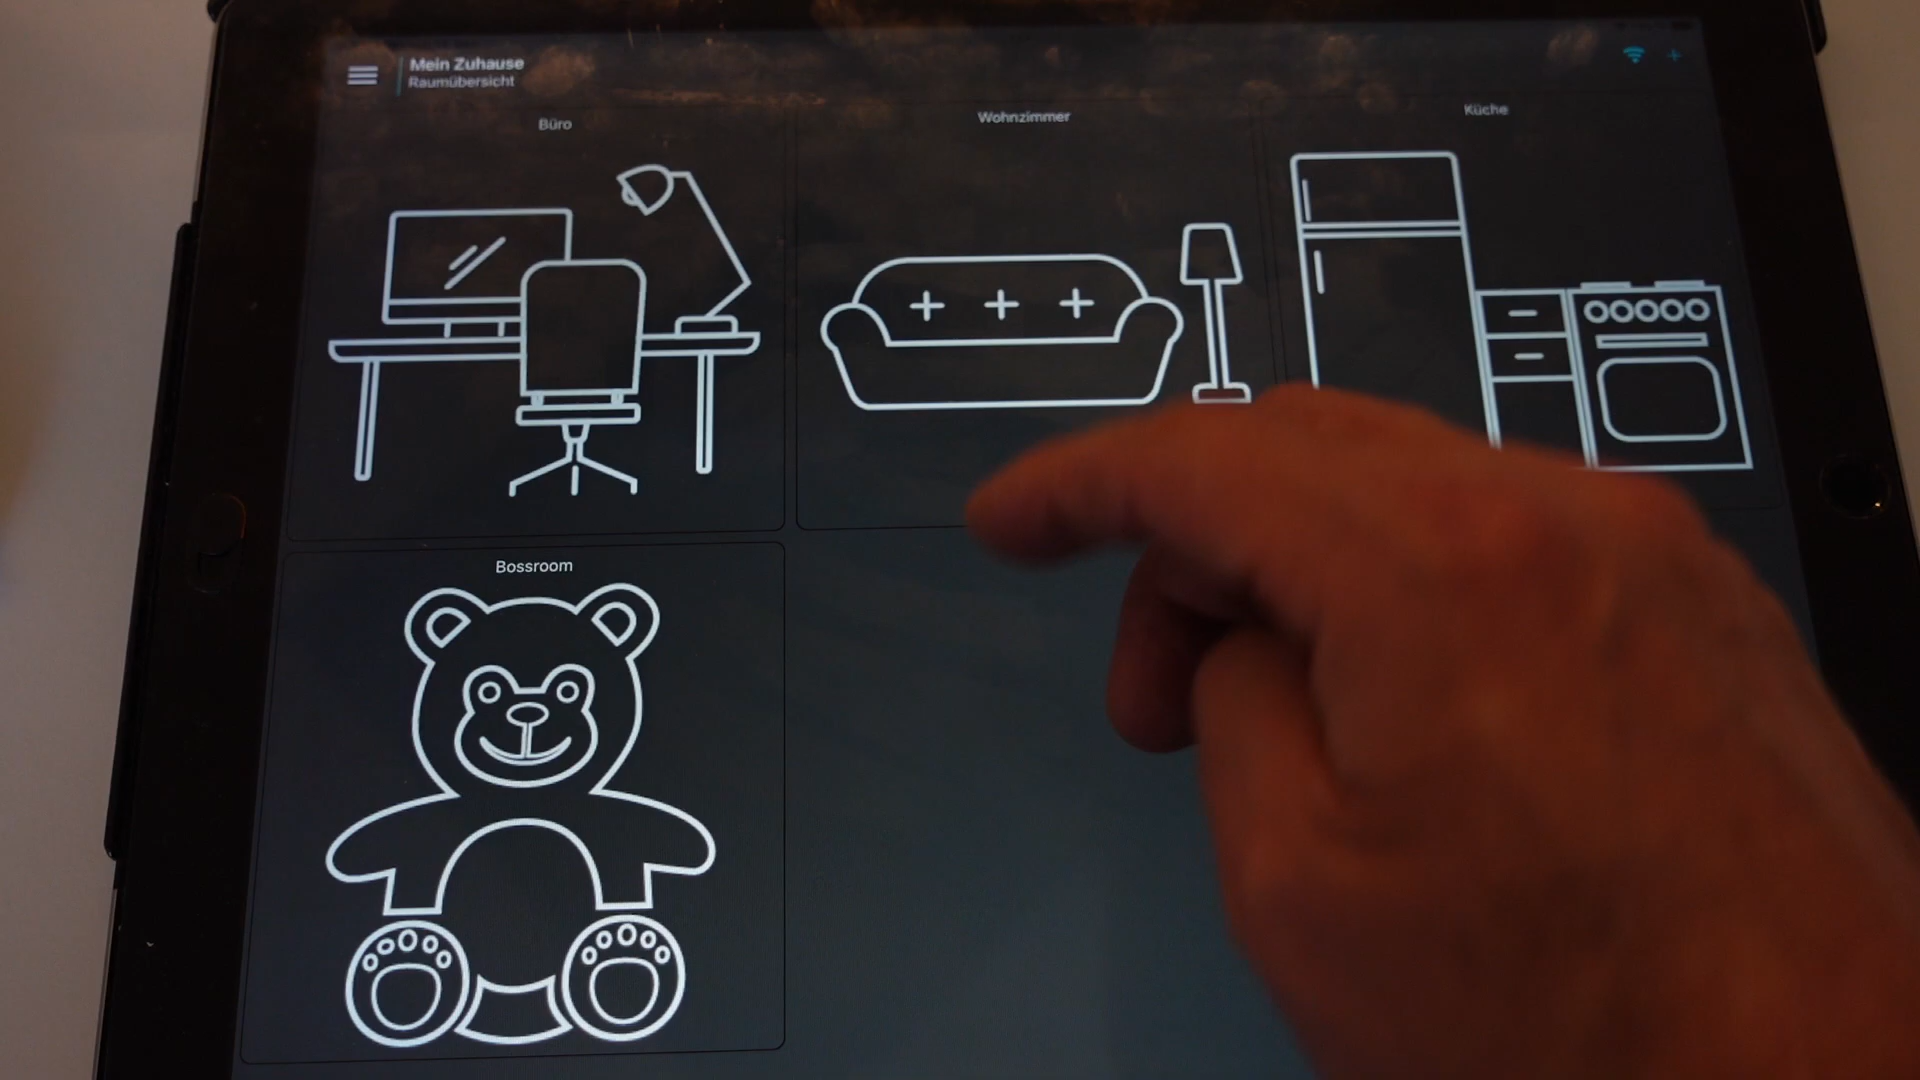 Mein Zuhause
Raumübersicht
Büro
Wohnzimmer
Küche
Bossroom